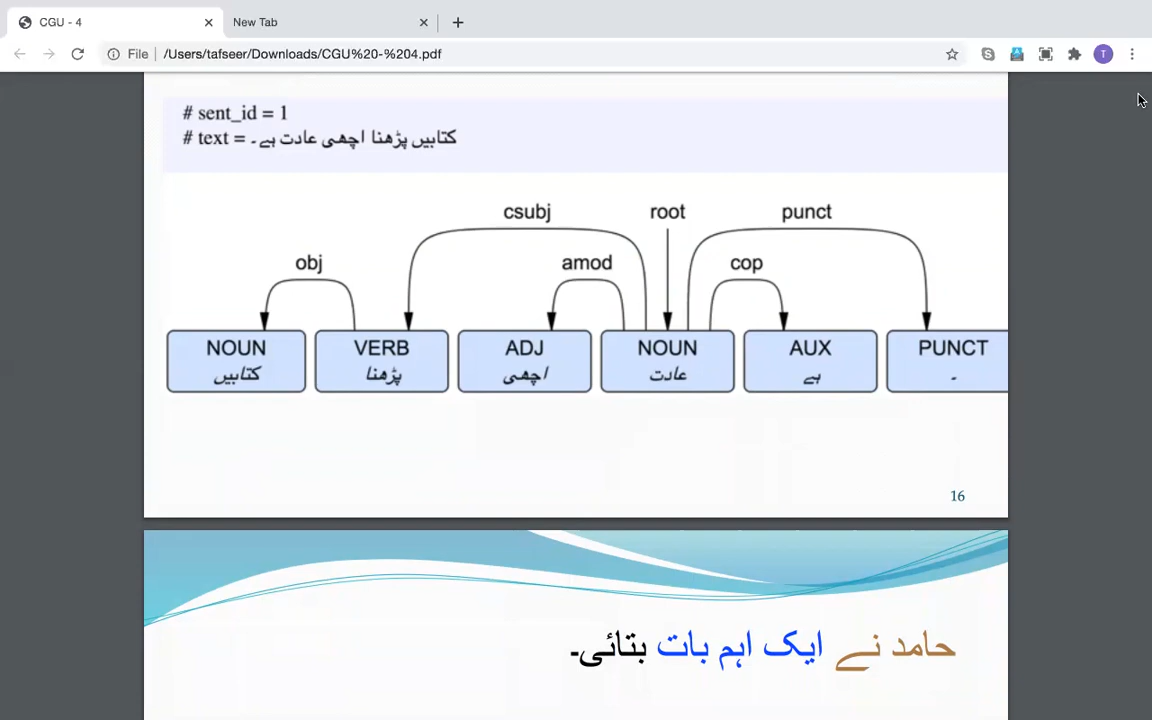 CGU - 4
New Tab
File
/Users/tafseer/Downloads/CGU%20-%204.pdf
T
# sent_id = 1
# text = کتابیں پڑھنا اچھی عادت ہے۔
csubj root punct
obj amod cop
NOUN VERB ADJ NOUN AUX PUNCT
کتابیں پڑھنا اچھی عادت ہے ۔
16
حامد نے ایک اہم بات بتائی۔